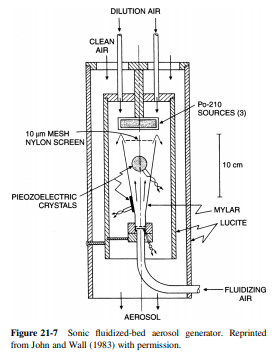 DILUTION AIR
CLEAN
AIR
Po-210
SOURCES (3)
10 μm MESH
NYLON SCREEN
10 cm
PIEOZOELECTRIC
CRYSTALS
MYLAR
LUCITE
FLUIDIZING
AIR
AEROSOL
Figure 21-7 Sonic fluidized-bed aerosol generator. Reprinted
from John and Wall (1983) with permission.